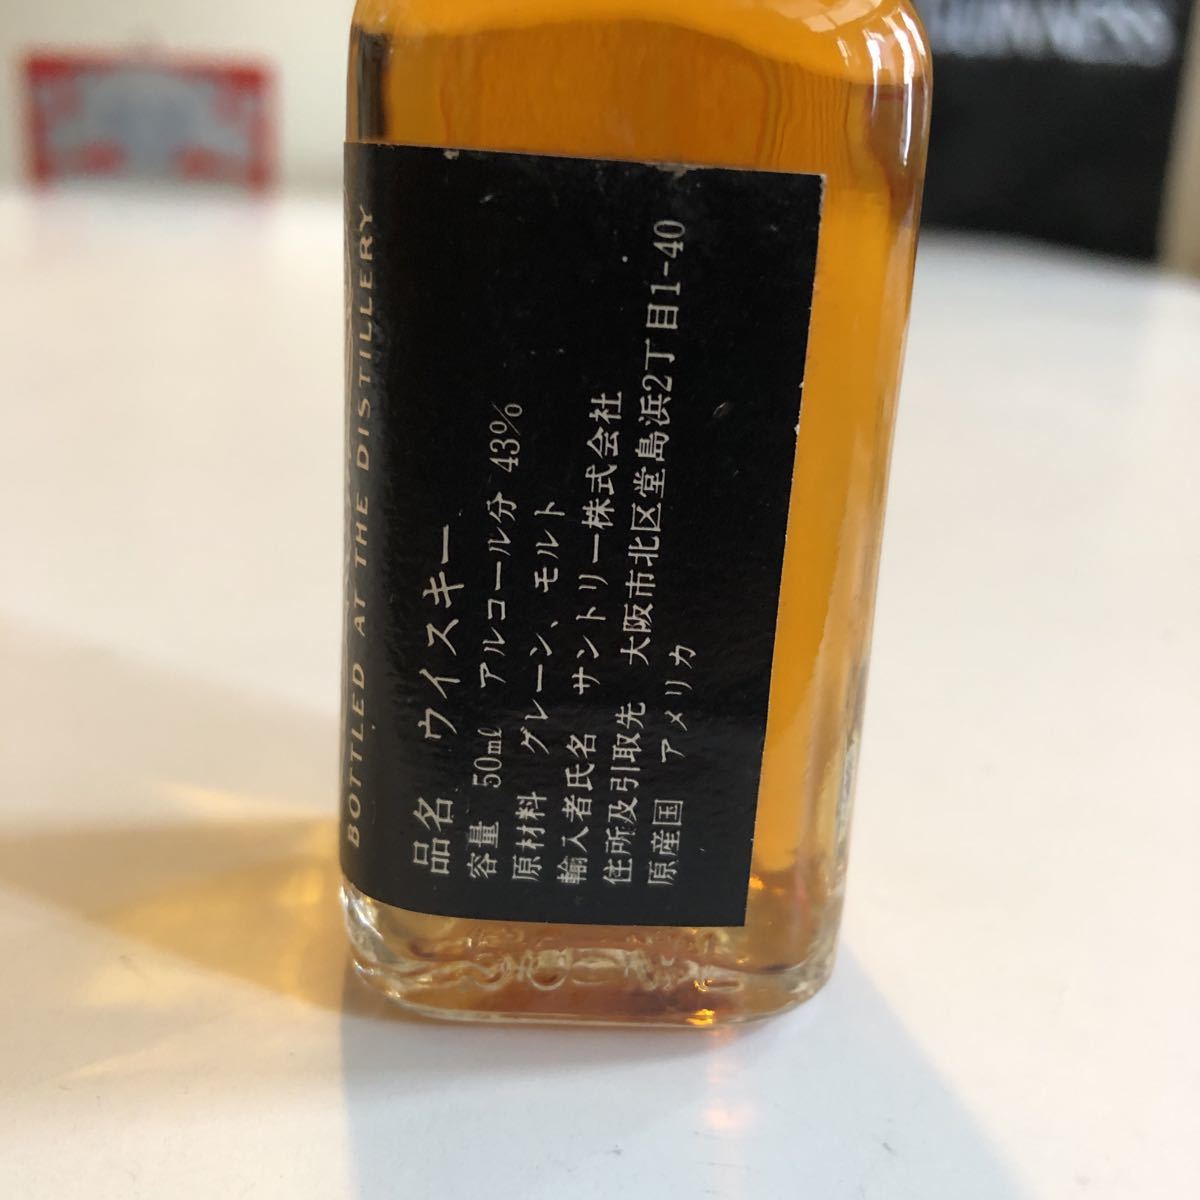 BOTTLED AT THE DISTILLERY
品名 ウイスキー
容量 50ml アルコール分 43%
原材料 グレーン、モルト
輸入者氏名 サントリー株式会社
住所及引取先 大阪市北区堂島浜2丁目1-40
原産国 アメリカ
GUINNESS